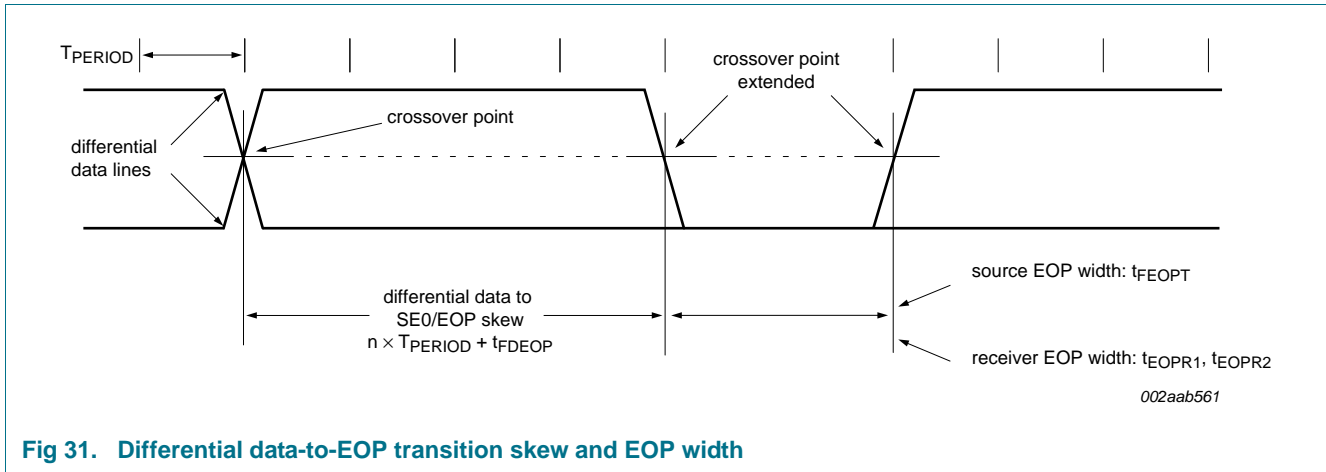 TPERIOD
crossover point
extended
crossover point
differential
data lines
differential data to
SE0/EOP skew
n × TPERIOD + tFDEOP
source EOP width: tFEOPT
receiver EOP width: tEOPR1, tEOPR2
002aab561
Fig 31. Differential data-to-EOP transition skew and EOP width